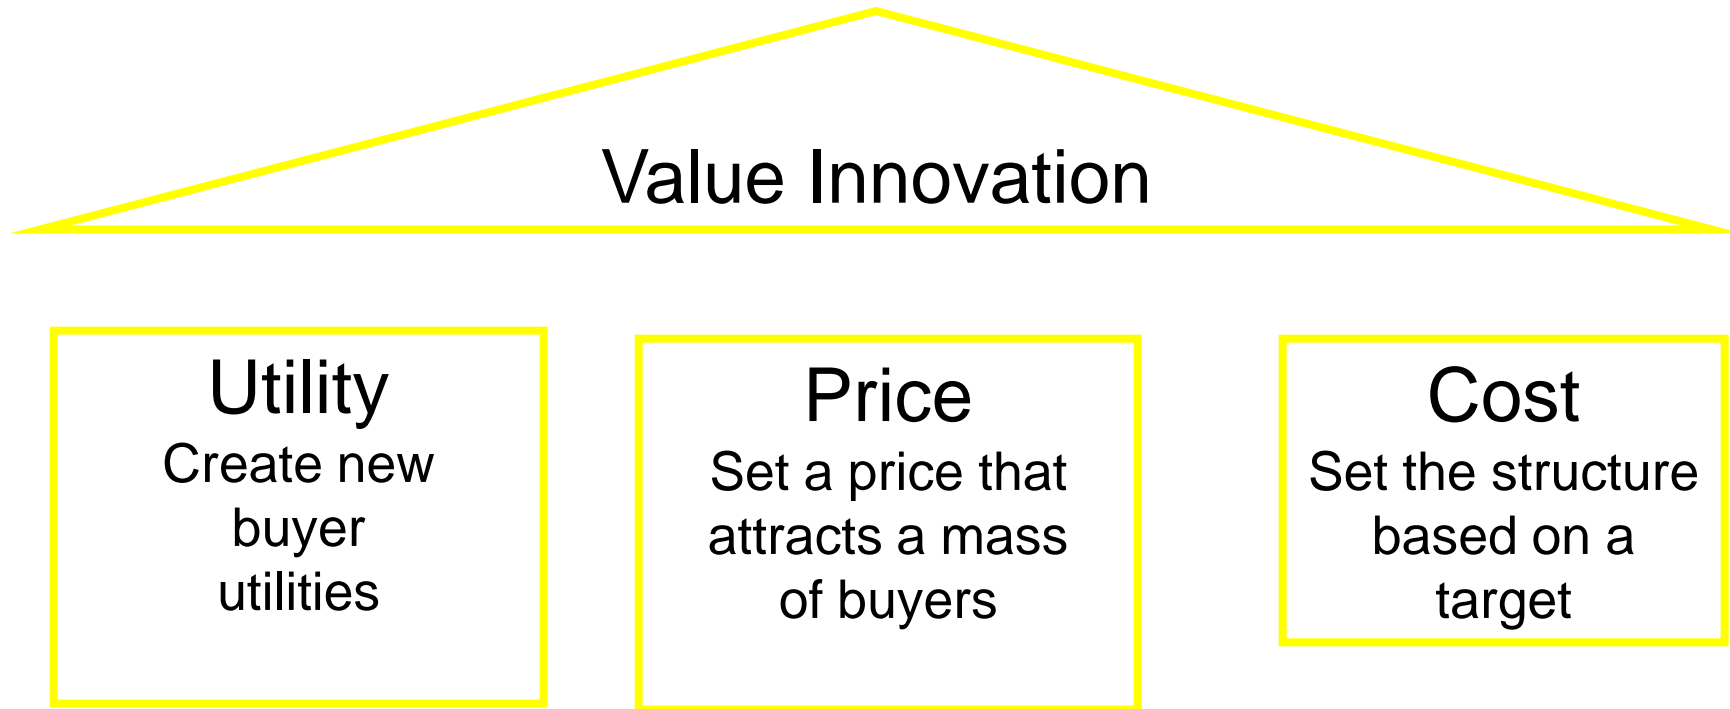 Value Innovation
Utility
Create new
buyer
utilities
Price
Set a price that
attracts a mass
of buyers
Cost
Set the structure
based on a
target